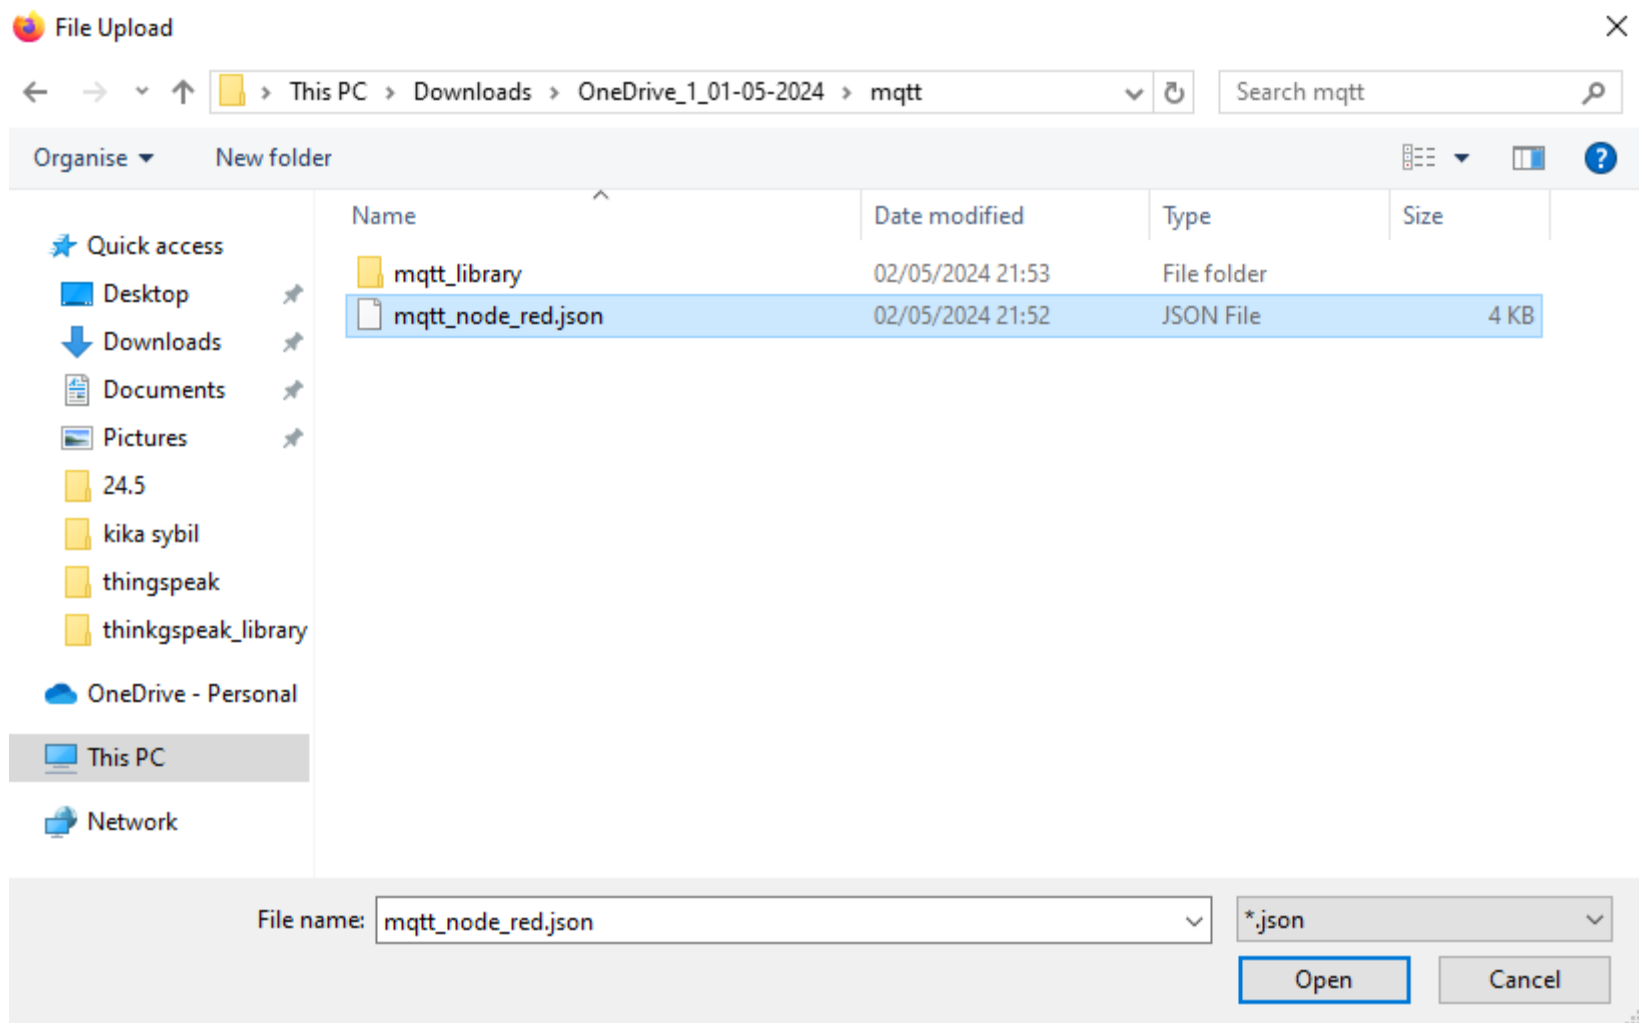 File Upload
This PC > Downloads > OneDrive_1_01-05-2024 > mqtt
Search mqtt
Organise
New folder
?
Name Date modified Type Size
Quick access
Desktop
Downloads
Documents
Pictures
24.5
kika sybil
thingspeak
thinkgspeak_library
OneDrive - Personal
This PC
Network
mqtt_library 02/05/2024 21:53 File folder
mqtt_node_red.json 02/05/2024 21:52 JSON File 4 KB
File name: mqtt_node_red.json
*.json
Open
Cancel